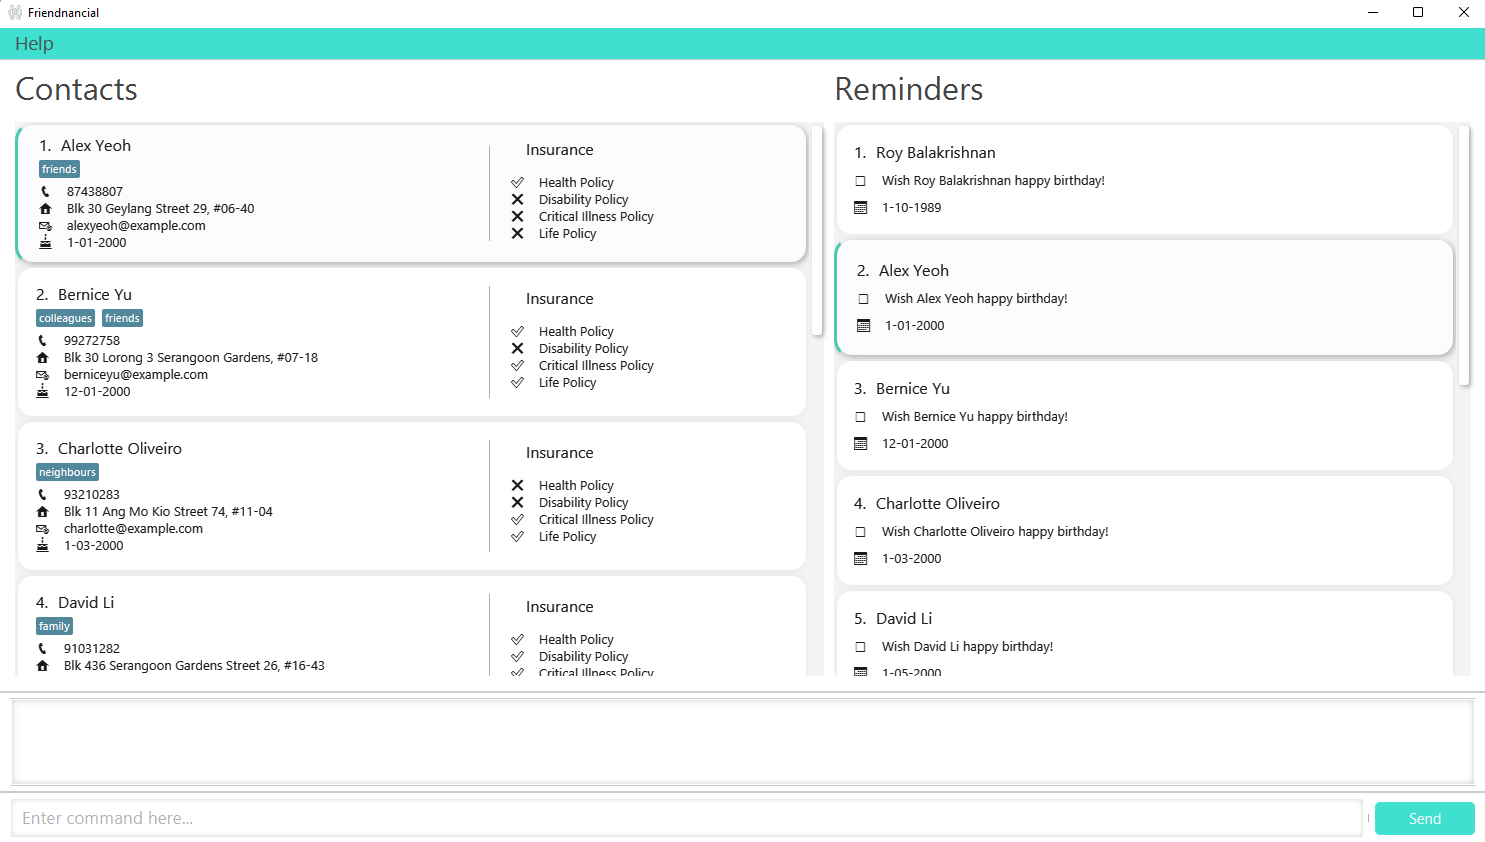 Friendnancial
Help
Contacts
1. Alex Yeoh
friends
87438807
Blk 30 Geylang Street 29, #06-40
alexyeoh@example.com
1-01-2000
Insurance
Health Policy
Disability Policy
Critical Illness Policy
Life Policy
2. Bernice Yu
colleagues friends
99272758
Blk 30 Lorong 3 Serangoon Gardens, #07-18
berniceyu@example.com
12-01-2000
Insurance
Health Policy
Disability Policy
Critical Illness Policy
Life Policy
3. Charlotte Oliveiro
neighbours
93210283
Blk 11 Ang Mo Kio Street 74, #11-04
charlotte@example.com
1-03-2000
Insurance
Health Policy
Disability Policy
Critical Illness Policy
Life Policy
4. David Li
family
91031282
Blk 436 Serangoon Gardens Street 26, #16-43
Insurance
Health Policy
Disability Policy
Critical Illness Policy
Reminders
1. Roy Balakrishnan
Wish Roy Balakrishnan happy birthday!
1-10-1989
2. Alex Yeoh
Wish Alex Yeoh happy birthday!
1-01-2000
3. Bernice Yu
Wish Bernice Yu happy birthday!
12-01-2000
4. Charlotte Oliveiro
Wish Charlotte Oliveiro happy birthday!
1-03-2000
5. David Li
Wish David Li happy birthday!
1-05-2000
Enter command here...
Send